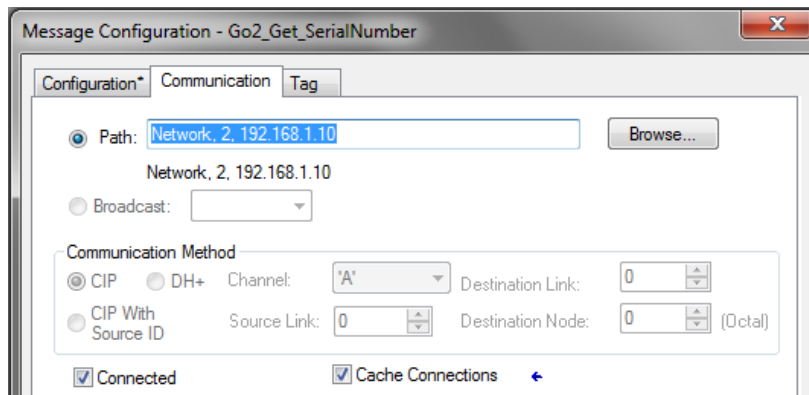 Message Configuration - Go2_Get_SerialNumber
Configuration* Communication Tag
Path: Network, 2, 192.168.1.10 Browse...
Network, 2, 192.168.1.10
Broadcast:
Communication Method
CIP DH+ Channel: 'A' Destination Link: 0
CIP With
Source ID Source Link: 0 Destination Node: 0 (Octal)
Connected Cache Connections